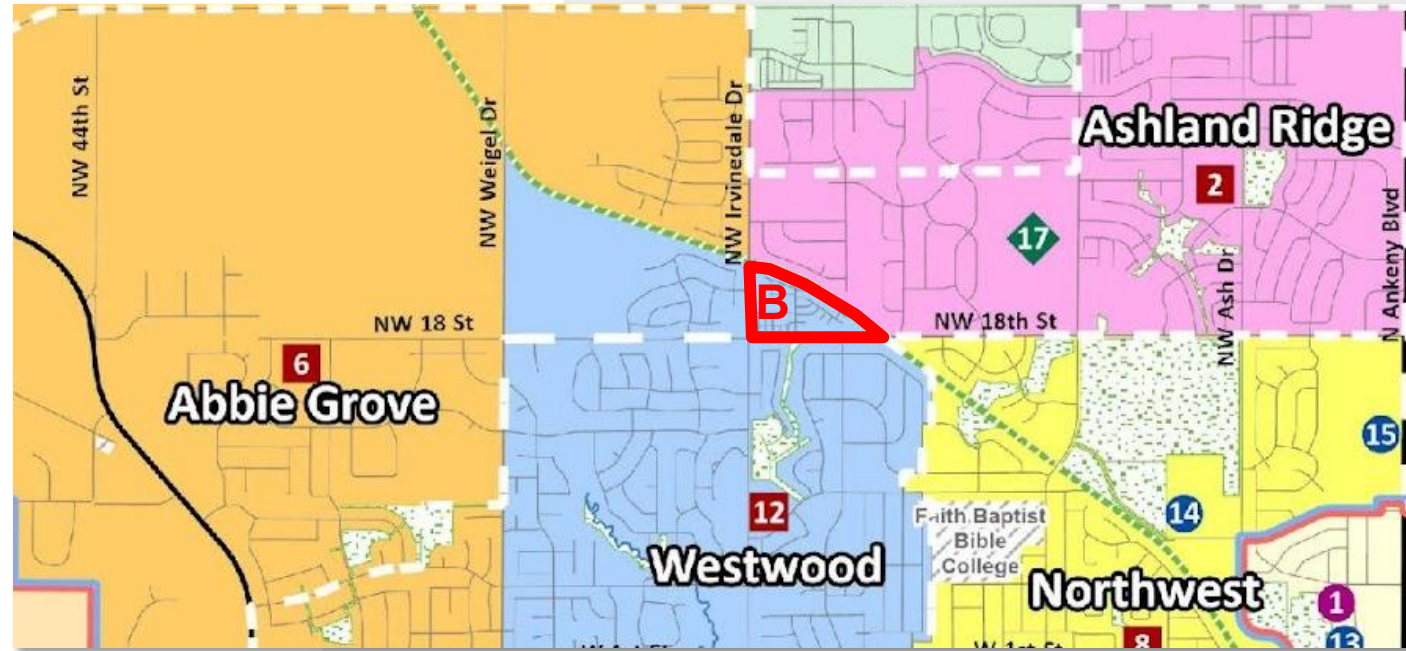 NW 44th St
NW Weigel Dr
NW Irvinedale Dr
Ashland Ridge
2
17
N Ankeny Blvd
NW Ash Dr
B
NW 18 St
NW 18th St
6
Abbie Grove
15
12
14
Faith Baptist
Bible
College
Westwood
Northwest
1
8
13
W 1st St